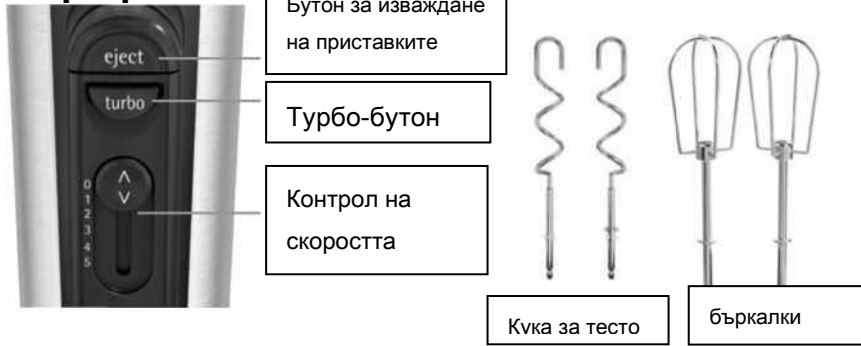 Бутон за изваждане
на приставките
eject
turbo
Турбо-бутон
0
1
2
3
4
5
Контрол на
скоростта
Кука за тесто
бъркалки